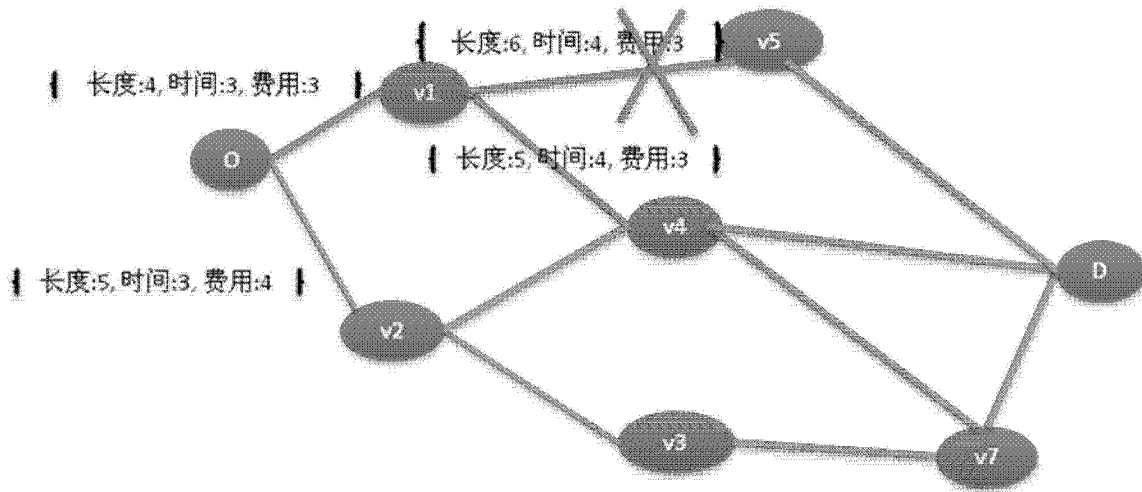 { 长度:6, 时间:4, 费用:3 }
v5
{ 长度:4, 时间:3, 费用:3 }
v1
O
{ 长度:5, 时间:4, 费用:3 }
v4
D
{ 长度:5, 时间:3, 费用:4 }
v2
v3
v7